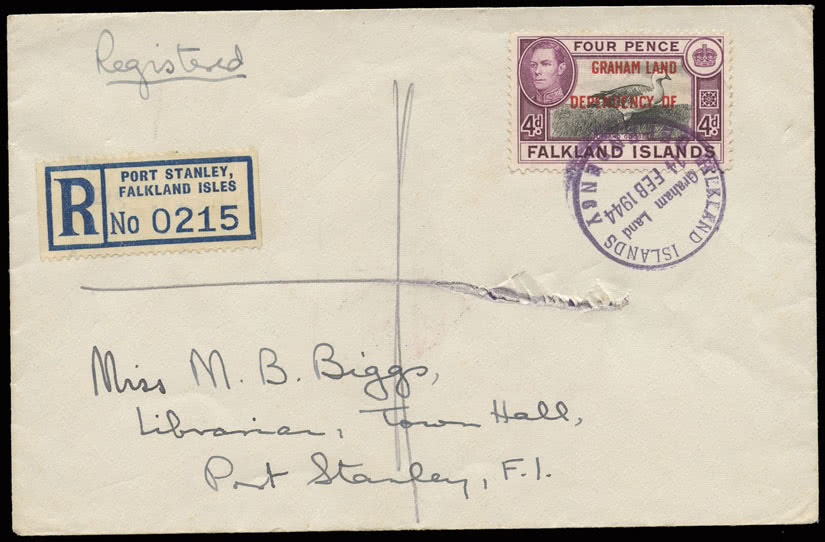 Registered
FOUR PENCE
GRAHAM LAND
DEPENDENCY OF
4d
4d
FALKLAND ISLANDS
R
PORT STANLEY,
FALKLAND ISLES
No 0215
FALKLAND ISLANDS
Graham Land
FEB 1944
Miss M. B. Biggs,
Librarian, Town Hall,
Port Stanley, F.I.